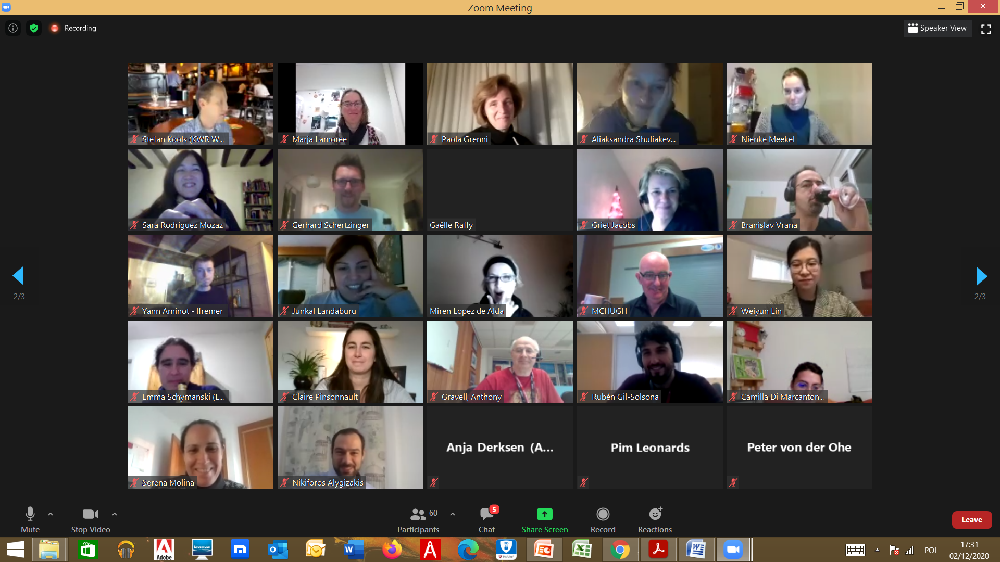 Zoom Meeting
Recording
Speaker View
Stefan Kools (KWR W...
Marja Lamoree
Paola Grenni
Aliaksandra Shuliakev...
Nienke Meekel
Sara Rodriguez Mozaz
Gerhard Schertzinger
Gaëlle Raffy
Griet Jacobs
Branislav Vrana
2/3
2/3
Yann Aminot - Ifremer
Junkal Landaburu
Miren Lopez de Alda
MCHUGH
Weiyun Lin
Emma Schymanski (L...
Claire Pinsonnault
Gravell, Anthony
Rubén Gil-Solsona
Camilla Di Marcanton...
Serena Molina
Nikiforos Alygizakis
Anja Derksen (A...
Pim Leonards
Peter von der Ohe
Mute
Stop Video
60
Participants
5
Chat
Share Screen
Record
Reactions
Leave
Adobe
lenovo
McAfee
POL
17:31
02/12/2020